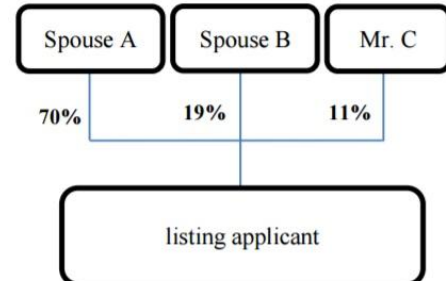 Spouse A
Spouse B
Mr. C
70%
19%
11%
listing applicant